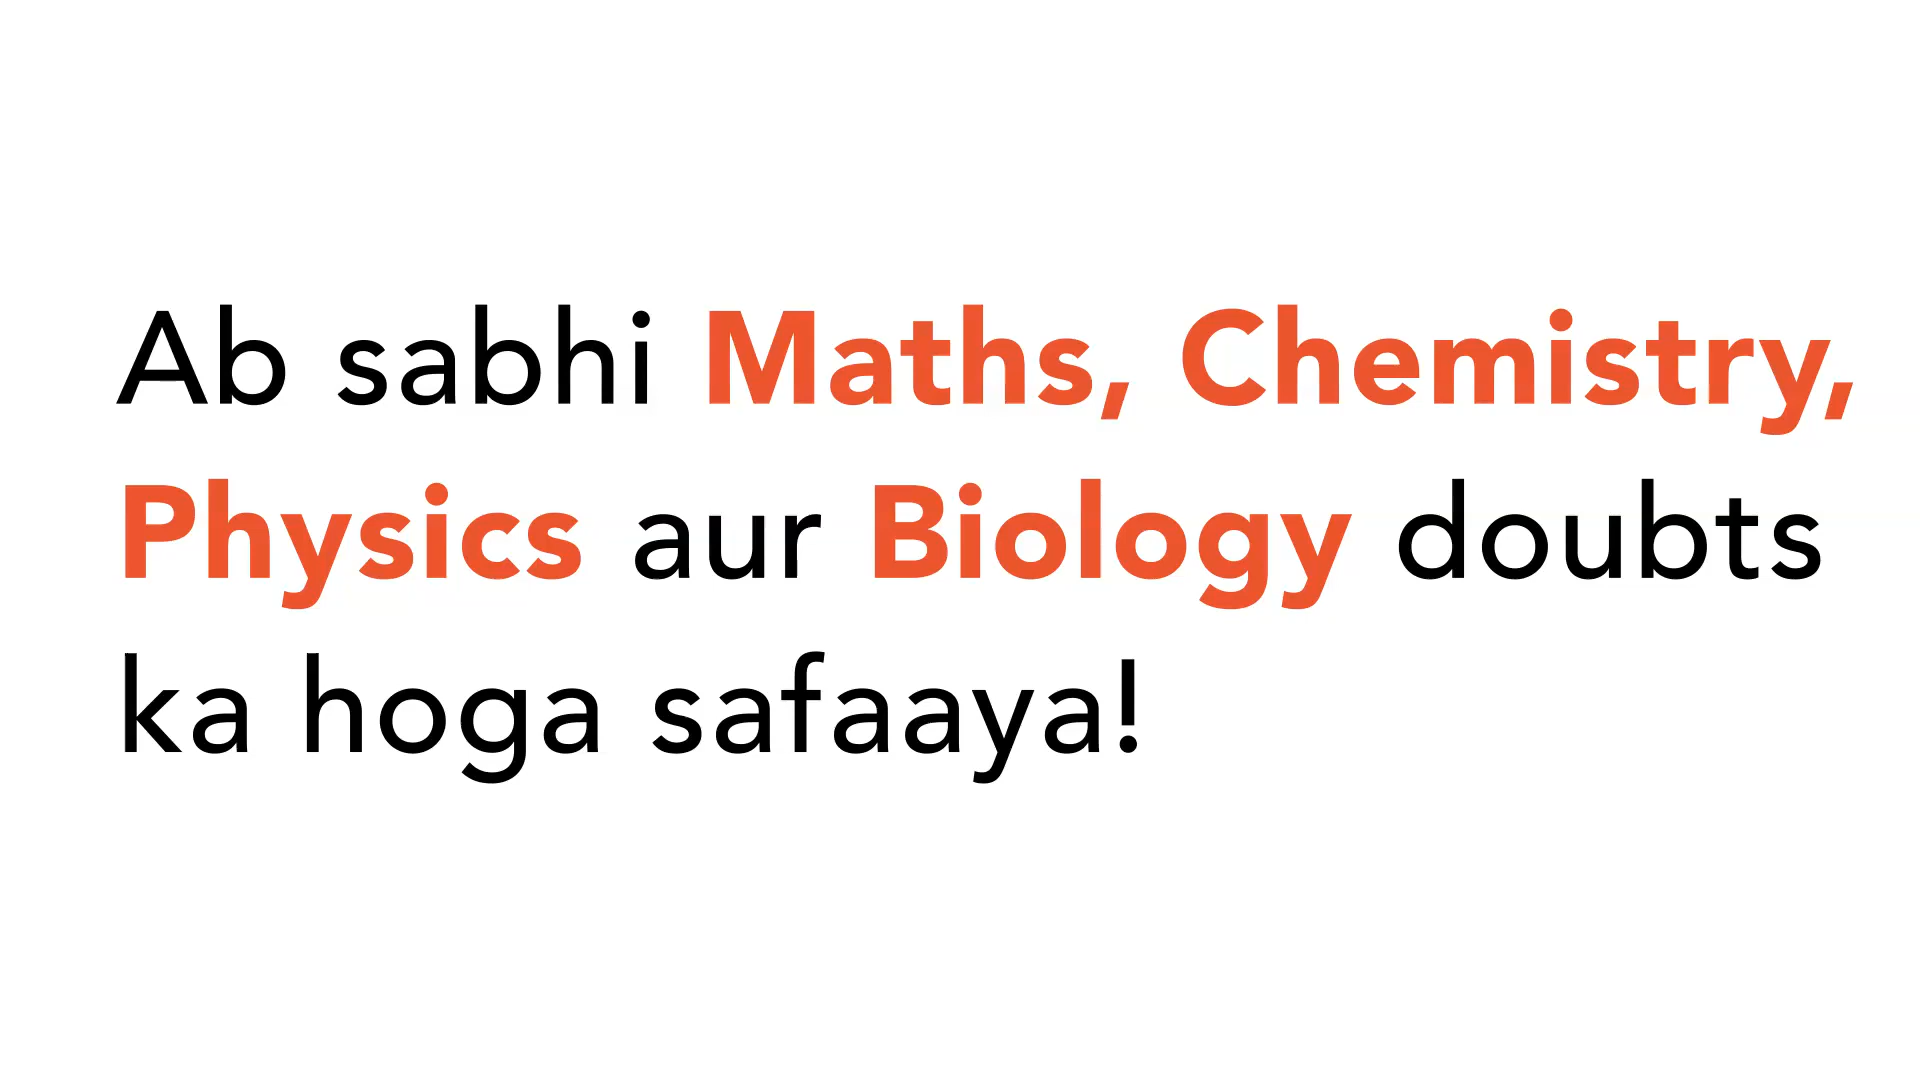 Ab sabhi Maths, Chemistry,
Physics aur Biology doubts
ka hoga safaaya!